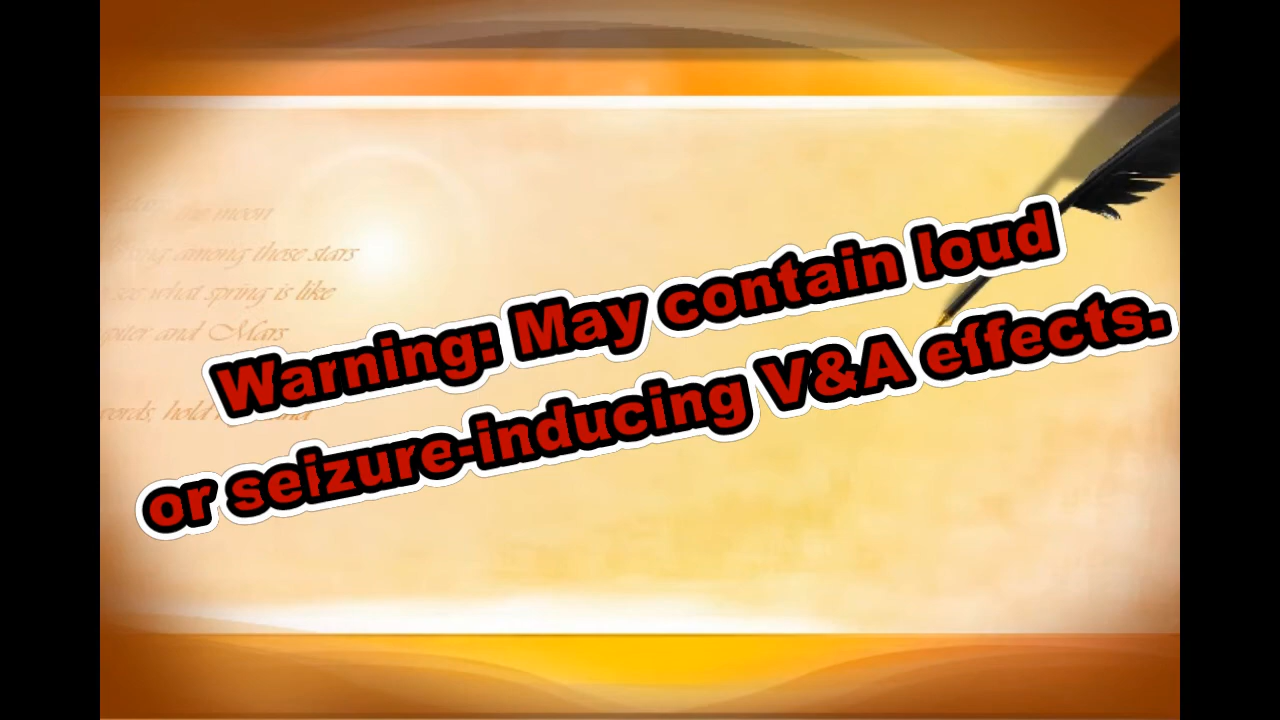 the moon
among those stars
see what spring is like
and Mars
Warning: May contain loud
or seizure-inducing V&A effects.